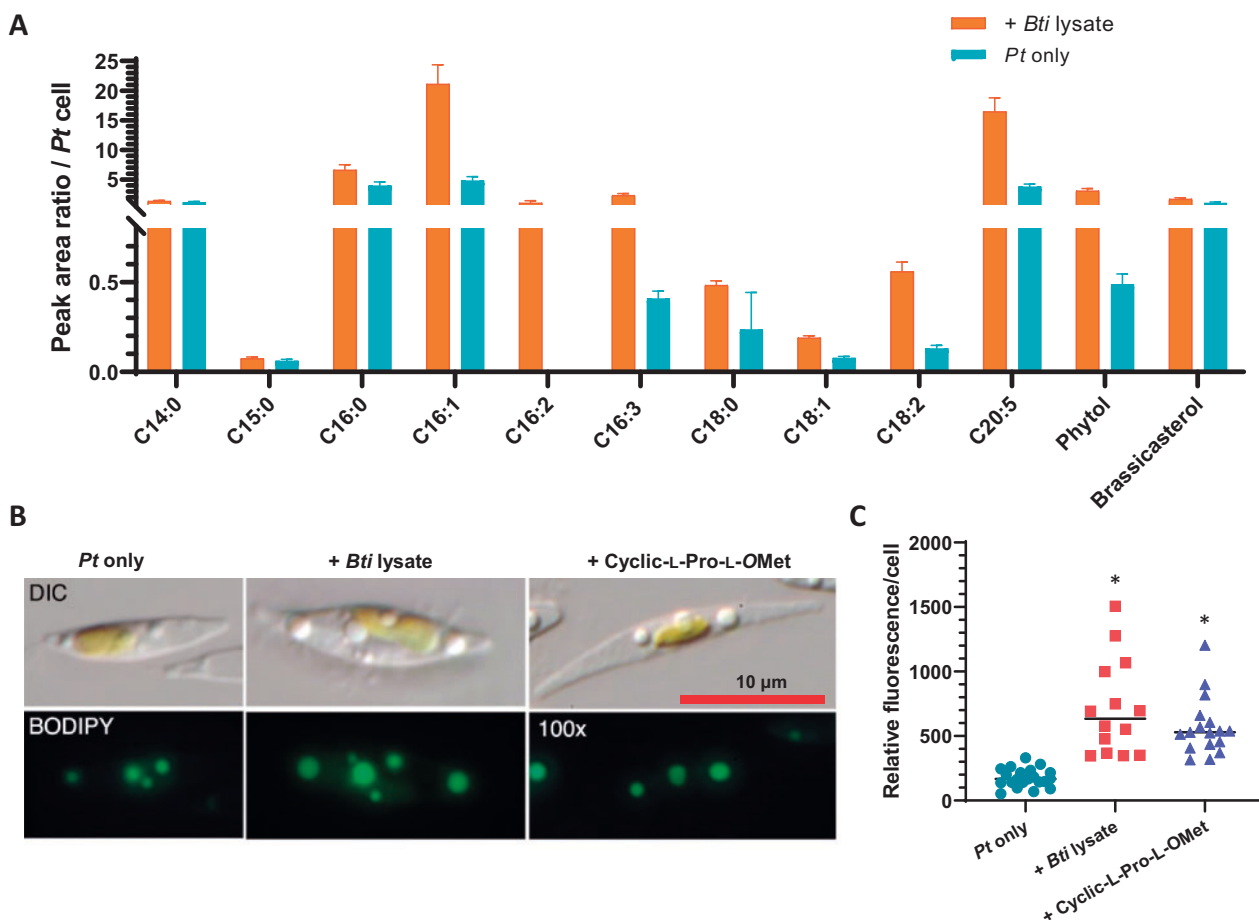 A
+ Bti lysate
Pt only
Peak area ratio / Pt cell
25
20
15
10
5
0.5
0.0
C14:0
C15:0
C16:0
C16:1
C16:2
C16:3
C18:0
C18:1
C18:2
C20:5
Phytol
Brassicasterol
B
Pt only
+ Bti lysate
+ Cyclic-L-Pro-L-OMet
DIC
10 µm
BODIPY
100x
C
Relative fluorescence/cell
2000
1500
1000
500
0
*
*
Pt only
+ Bti lysate
+ Cyclic-L-Pro-L-OMet